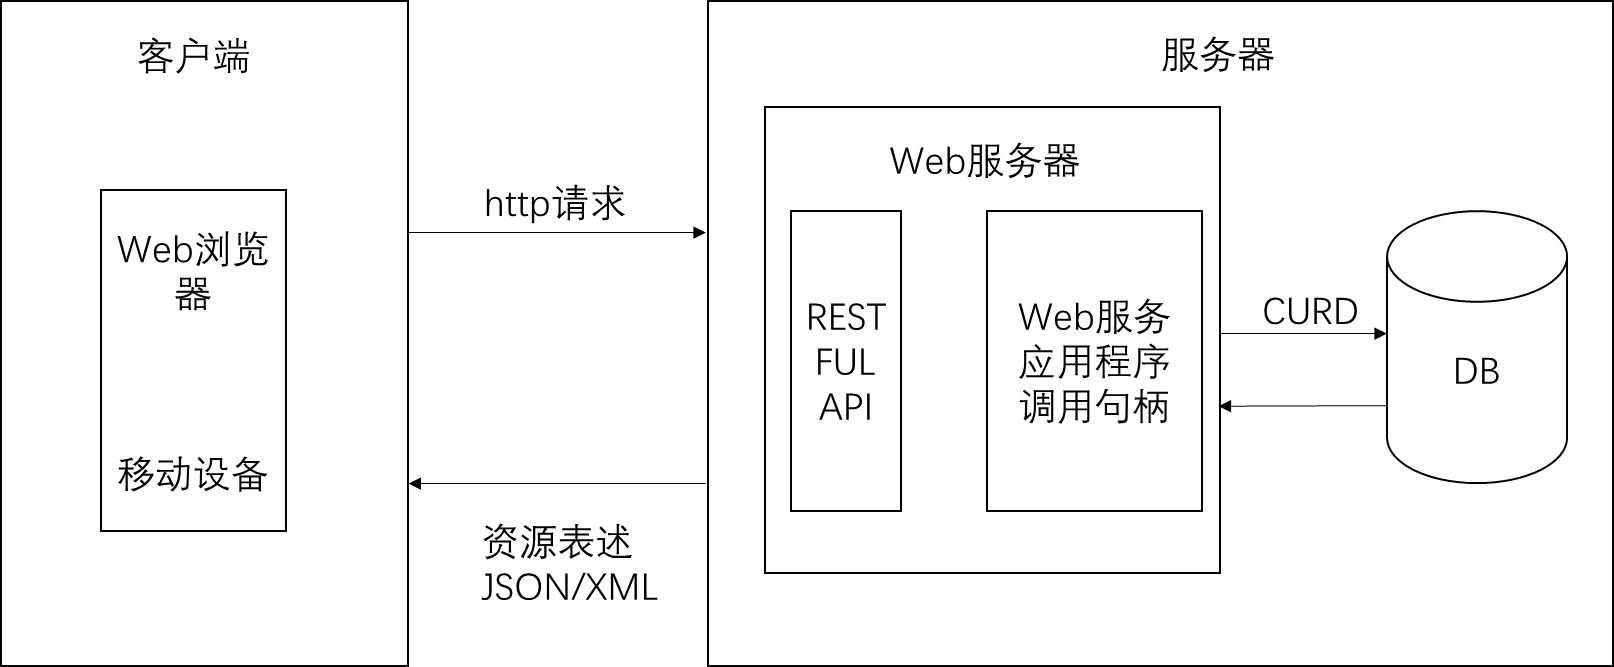 客户端
Web浏览
器
移动设备
http请求
资源表述
JSON/XML
服务器
Web服务器
REST
FUL
API
Web服务
应用程序
调用句柄
CURD
DB